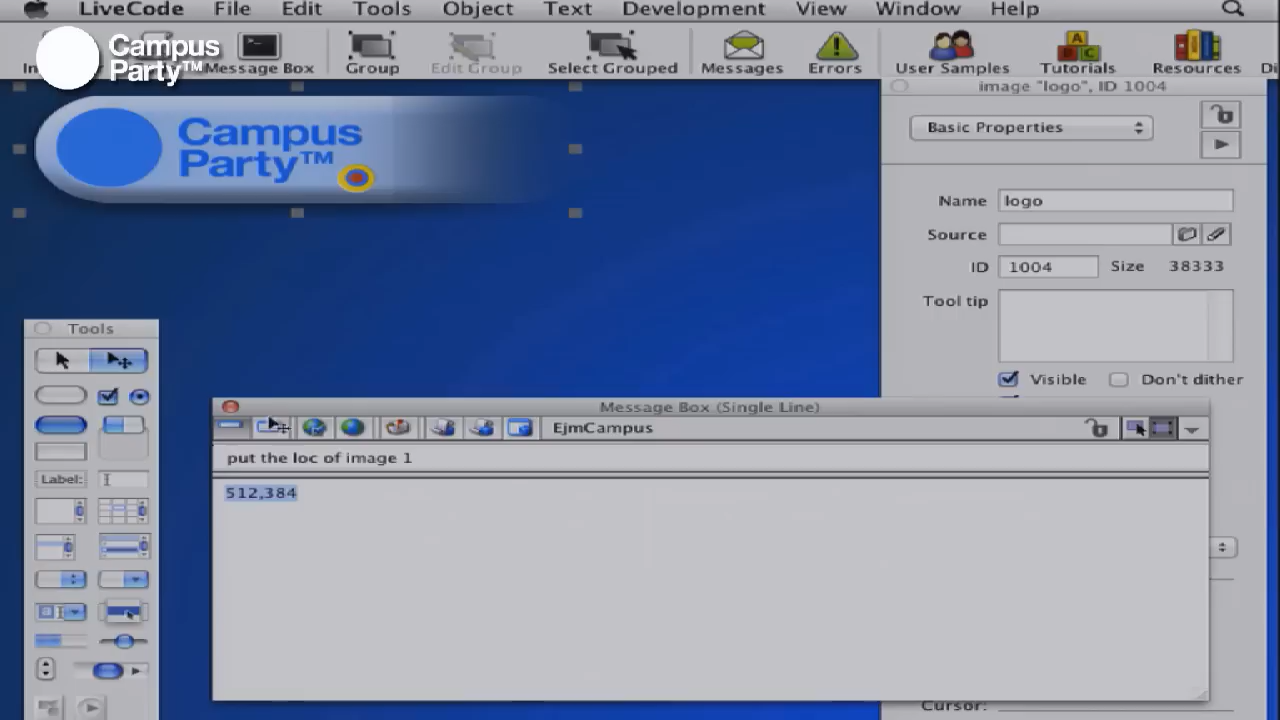 LiveCode File Edit Tools Object Text Development View Window Help
Campus
Party™
Message Box Group Edit Group Select Grouped Messages Errors User Samples Tutorials Resources
image "logo", ID 1004
Campus
Party™
Basic Properties
Name logo
Source
ID 1004 Size 38333
Tool tip
Visible Don't dither
Tools
Label:
Message Box (Single Line)
EjmCampus
put the loc of image 1
512,384
Cursor: